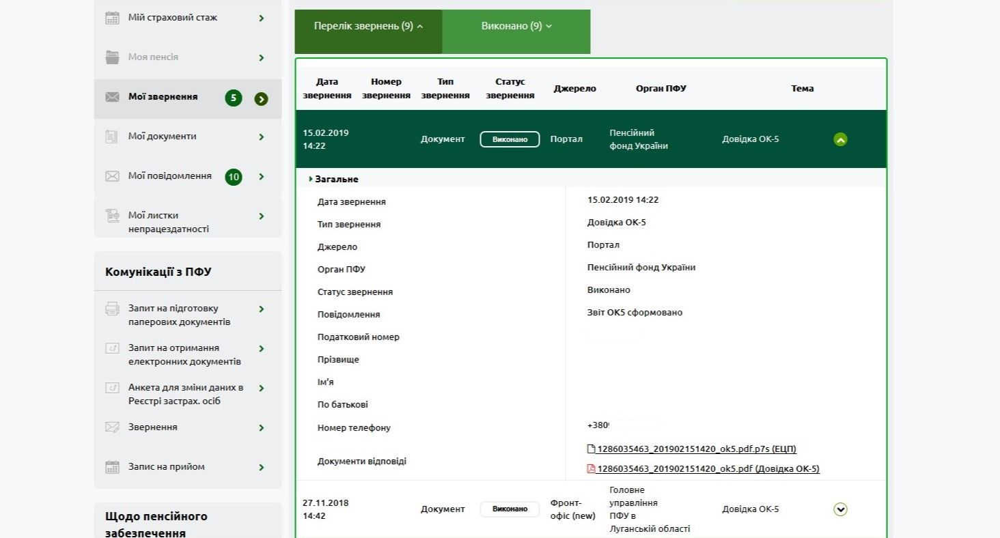 Мій страховий стаж
Моя пенсія
Мої звернення 5
Мої документи
Мої повідомлення 10
Мої листки
непрацездатності
Комунікації з ПФУ
Запит на підготовку
паперових документів
Запит на отримання
електронних документів
Анкета для зміни даних в
Реєстрі застрах. осіб
Звернення
Запис на прийом
Щодо пенсійного
забезпечення
Перелік звернень (9)
Виконано (9)
Дата
звернення
Номер
звернення
Тип
звернення
Статус
звернення
Джерело
Орган ПФУ
Тема
15.02.2019
14:22
Документ
Виконано
Портал
Пенсійний
фонд України
Довідка ОК-5
Загальне
Дата звернення 15.02.2019 14:22
Тип звернення Довідка ОК-5
Джерело Портал
Орган ПФУ Пенсійний фонд України
Статус звернення Виконано
Повідомлення Звіт ОК5 сформовано
Податковий номер
Прізвище
Ім'я
По батькові
Номер телефону +380
Документи відповіді
1286035463_201902151420_ok5.pdf.p7s (ЕЦП)
1286035463_201902151420_ok5.pdf (Довідка ОК-5)
27.11.2018
14:42
Документ
Виконано
Фронт-
офіс (new)
Головне
управління
ПФУ в
Луганській області
Довідка ОК-5